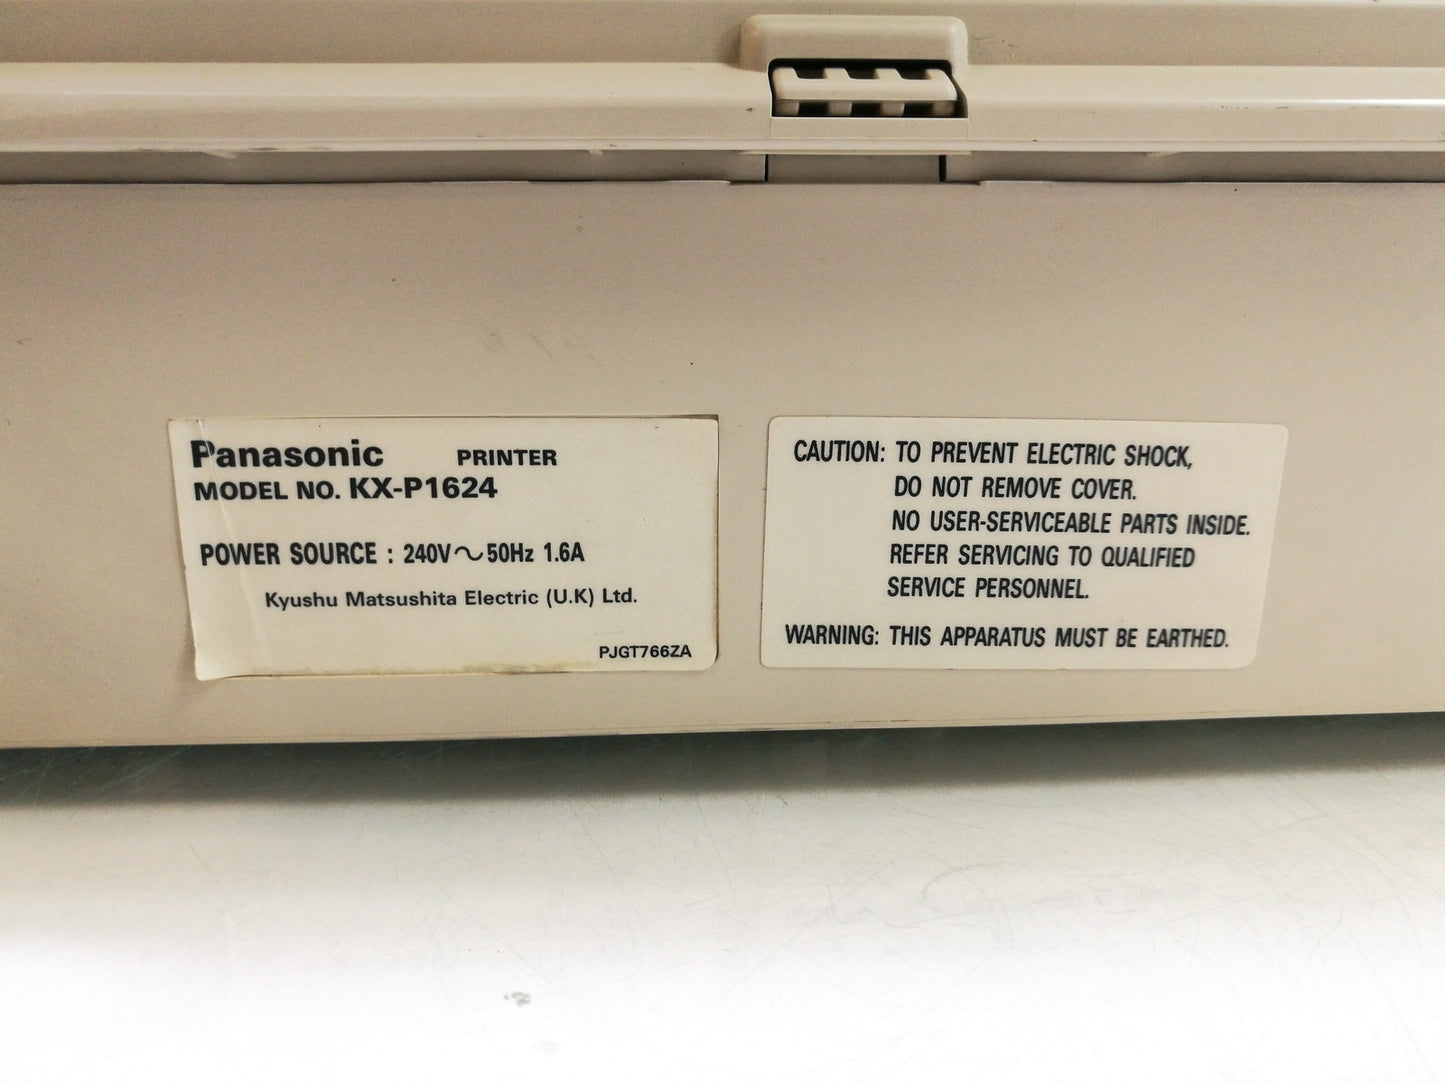 Panasonic PRINTER
MODEL NO. KX-P1624
POWER SOURCE : 240V～50Hz 1.6A
Kyushu Matsushita Electric (U.K) Ltd.
PJGT766ZA
CAUTION: TO PREVENT ELECTRIC SHOCK,
DO NOT REMOVE COVER.
NO USER-SERVICEABLE PARTS INSIDE.
REFER SERVICING TO QUALIFIED
SERVICE PERSONNEL.
WARNING: THIS APPARATUS MUST BE EARTHED.